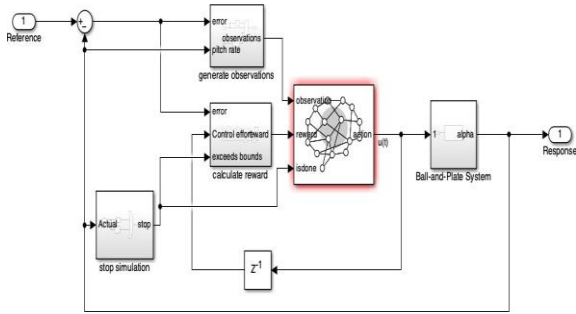 1
Reference
+
−
error
observations
pitch rate
generate observations
error
Control effort
reward
exceeds bounds
calculate reward
observation
reward
isdone
action
u(t)
1
alpha
Ball-and-Plate System
1
Response
Actual
stop
stop simulation
Z-1